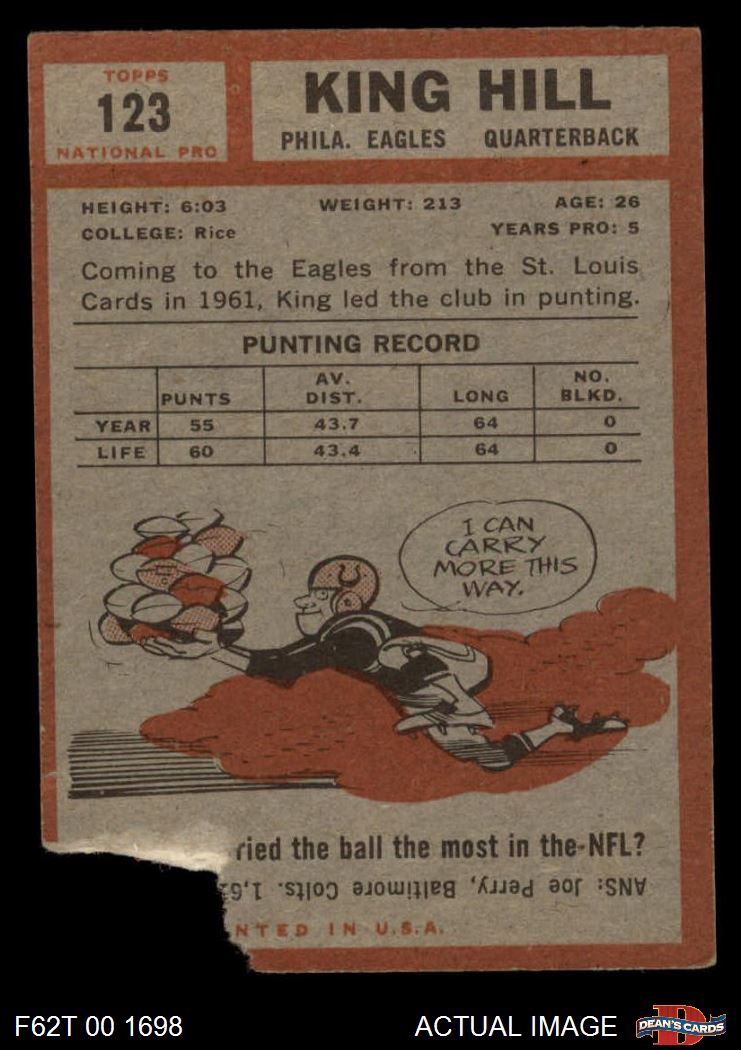 TOPPS
123
NATIONAL PRO
KING HILL
PHILA. EAGLES QUARTERBACK
HEIGHT: 6:03 WEIGHT: 213 AGE: 26
COLLEGE: Rice YEARS PRO: 5
Coming to the Eagles from the St. Louis
Cards in 1961, King led the club in punting.
PUNTING RECORD
PUNTS AV. DIST. LONG NO. BLKD.
YEAR 55 43.7 64 0
LIFE 60 43.4 64 0
I CAN
CARRY
MORE THIS
WAY.
ried the ball the most in the NFL?
ANS: Joe Perry, Baltimore Colts. 1,6
NTED IN U.S.A.
F62T 00 1698 ACTUAL IMAGE DEAN'S CARDS